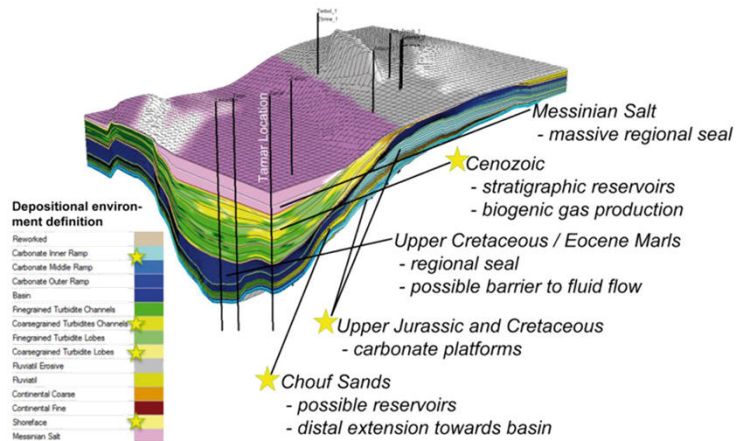 Tamar Location
Messinian Salt
- massive regional seal
Cenozoic
- stratigraphic reservoirs
- biogenic gas production
Upper Cretaceous / Eocene Marls
- regional seal
- possible barrier to fluid flow
Upper Jurassic and Cretaceous
- carbonate platforms
Chouf Sands
- possible reservoirs
- distal extension towards basin
Depositional environ-
ment definition
Reworked
Carbonate Inner Ramp
Carbonate Middle Ramp
Carbonate Outer Ramp
Basin
Finegrained Turbidite Channels
Coarsegrained Turbidites Channels
Finegrained Turbidite Lobes
Coarsegrained Turbidite Lobes
Fluviatil Erosive
Fluviatil
Continental Coarse
Continental Fine
Shoreface
Messinian Salt